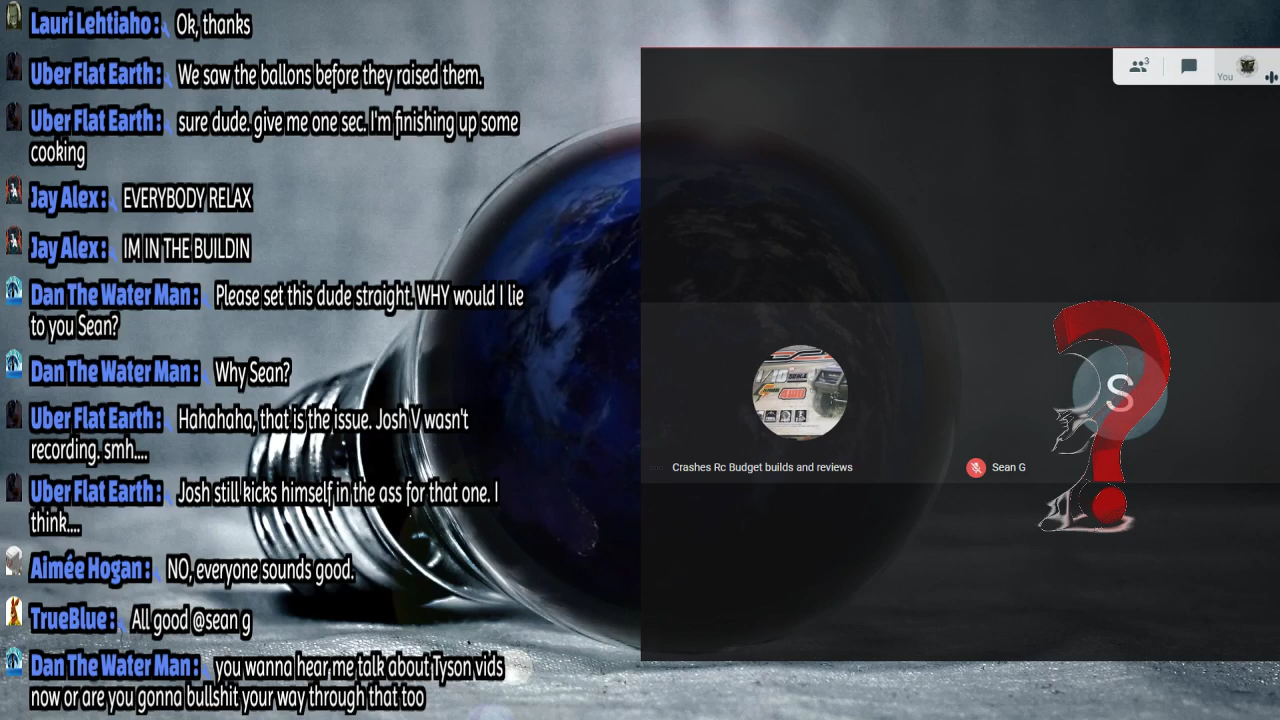 Lauri Lehtiaho : Ok, thanks
Uber Flat Earth : We saw the ballons before they raised them.
Uber Flat Earth : sure dude. give me one sec. I'm finishing up some
cooking
Jay Alex : EVERYBODY RELAX
Jay Alex : IM IN THE BUILDIN
Dan The Water Man : Please set this dude straight. WHY would I lie
to you Sean?
Dan The Water Man : Why Sean?
Uber Flat Earth : Hahahaha, that is the issue. Josh V wasn't
recording. smh....
Uber Flat Earth : Josh still kicks himself in the ass for that one. I
think....
Aimée Hogan : NO, everyone sounds good.
TrueBlue : All good @sean g
Dan The Water Man : you wanna hear me talk about Tyson vids
now or are you gonna bullshit your way through that too
3
You
S
Crashes Rc Budget builds and reviews
Sean G